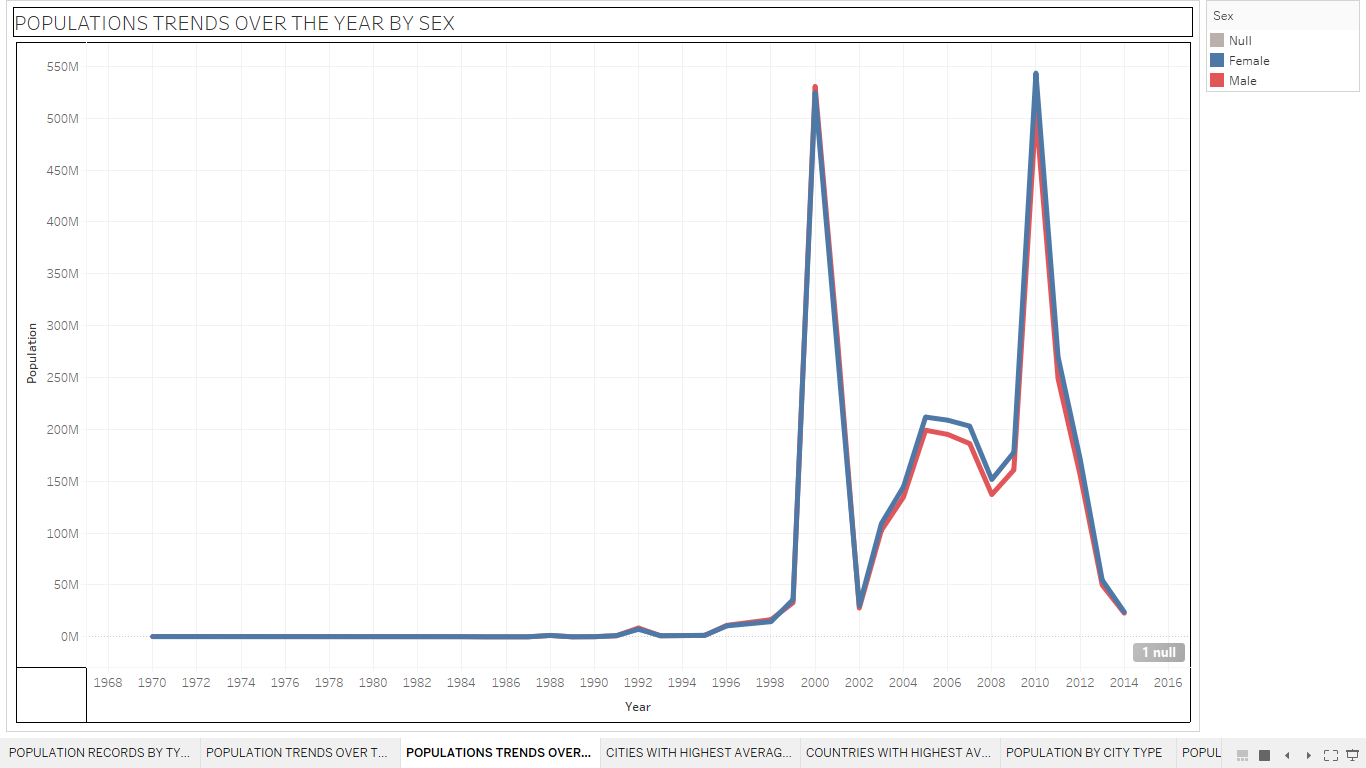 POPULATIONS TRENDS OVER THE YEAR BY SEX
Sex
Null
Female
Male
550M
500M
450M
400M
350M
300M
250M
200M
150M
100M
50M
0M
Population
1 null
1968 1970 1972 1974 1976 1978 1980 1982 1984 1986 1988 1990 1992 1994 1996 1998 2000 2002 2004 2006 2008 2010 2012 2014 2016
Year
POPULATION RECORDS BY TY... POPULATION TRENDS OVER T... POPULATIONS TRENDS OVER... CITIES WITH HIGHEST AVERAG... COUNTRIES WITH HIGHEST AV... POPULATION BY CITY TYPE POPUL